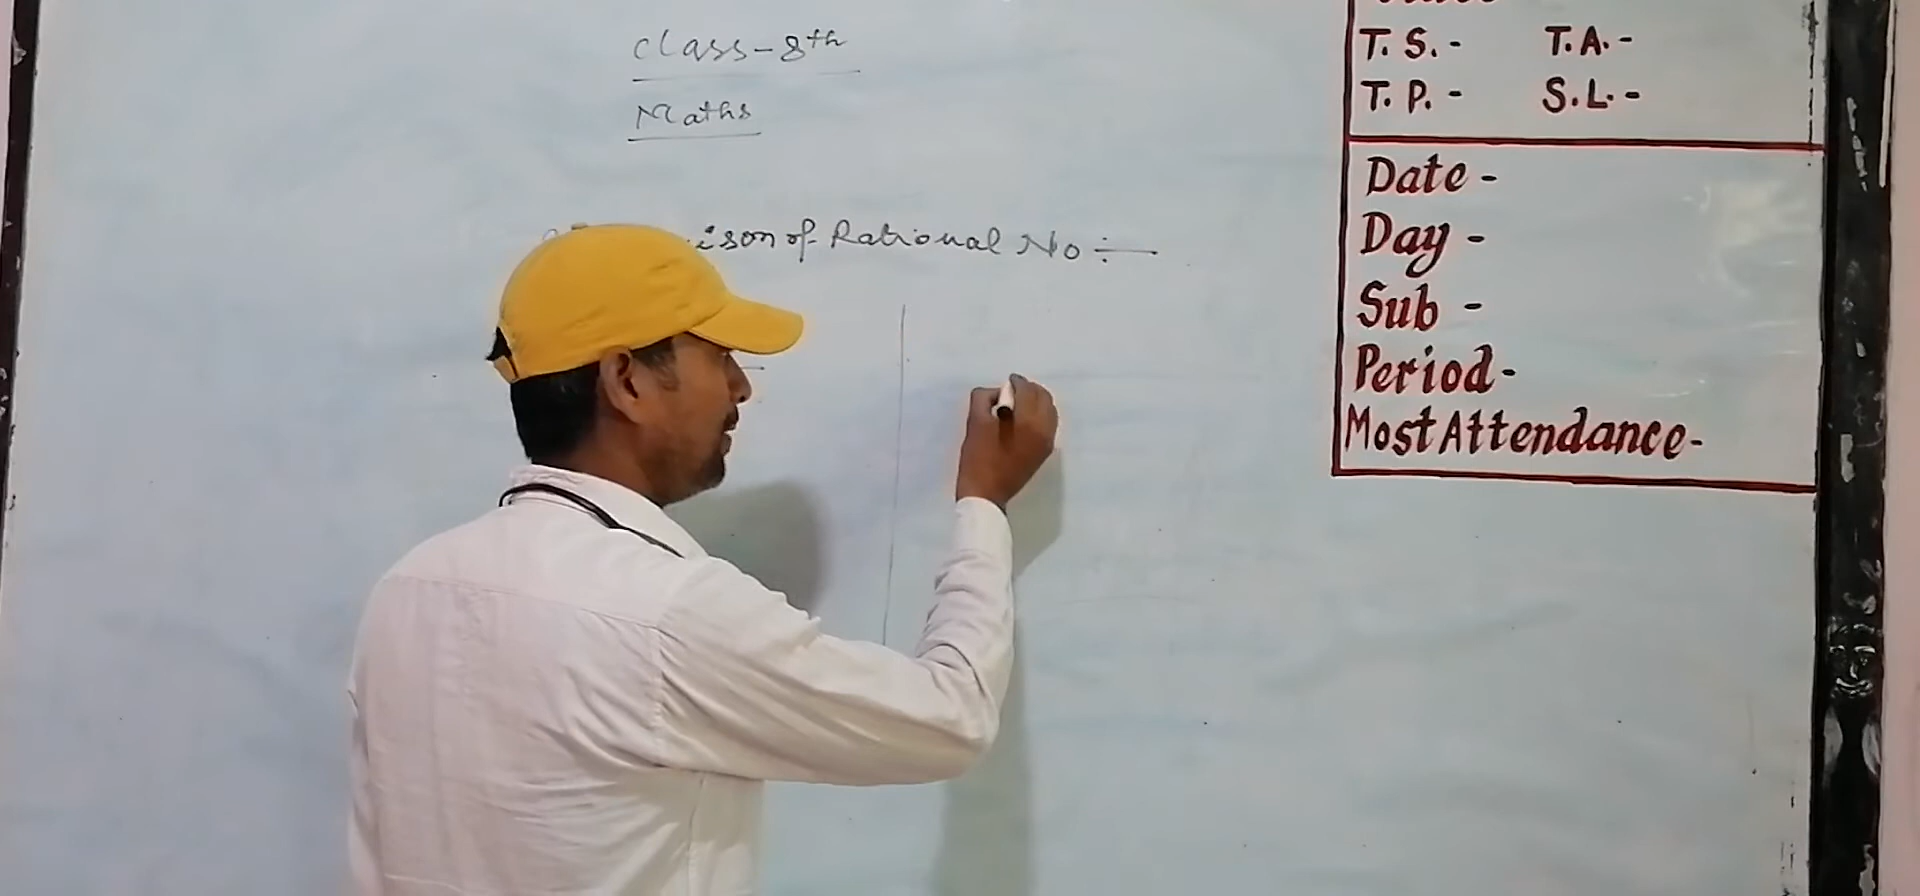 Class-8th
Maths
ison of Rational No :-
T. S. - T.A. -
T. P. - S.L. -
Date -
Day -
Sub -
Period -
Most Attendance -